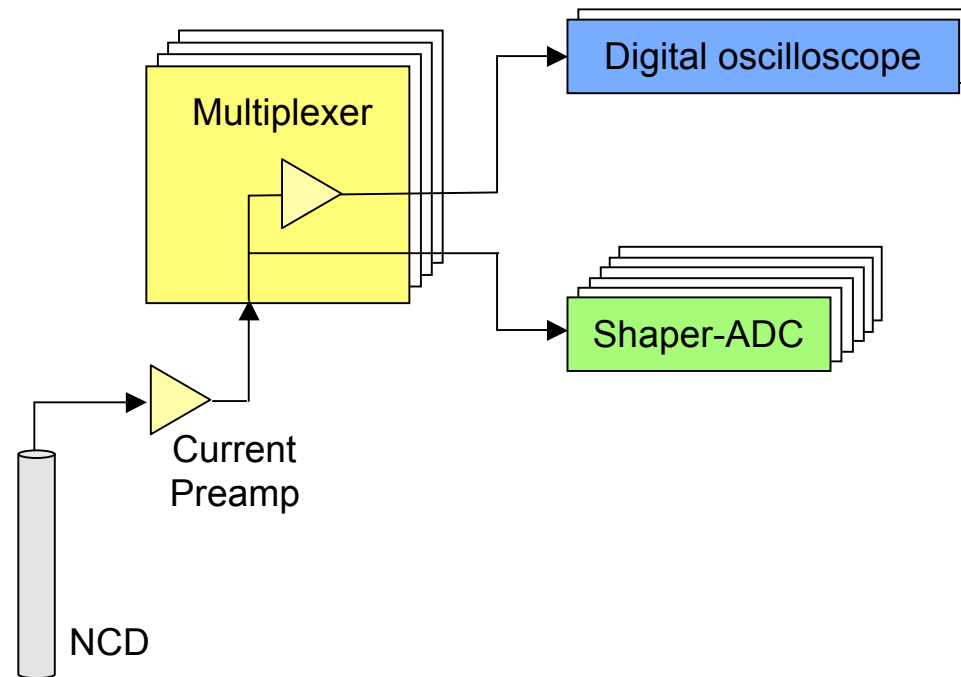 Digital oscilloscope
Multiplexer
Shaper-ADC
Current
Preamp
NCD